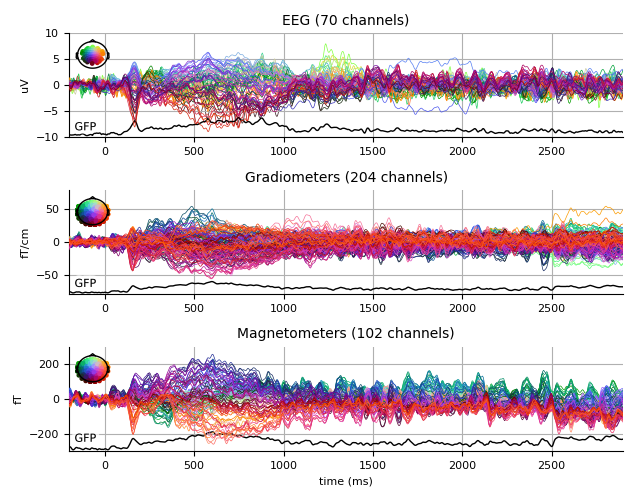 EEG (70 channels)
10
5
0
−5
−10
uV
GFP
0 500 1000 1500 2000 2500
Gradiometers (204 channels)
50
0
−50
fT/cm
GFP
0 500 1000 1500 2000 2500
Magnetometers (102 channels)
200
0
−200
fT
GFP
0 500 1000 1500 2000 2500
time (ms)